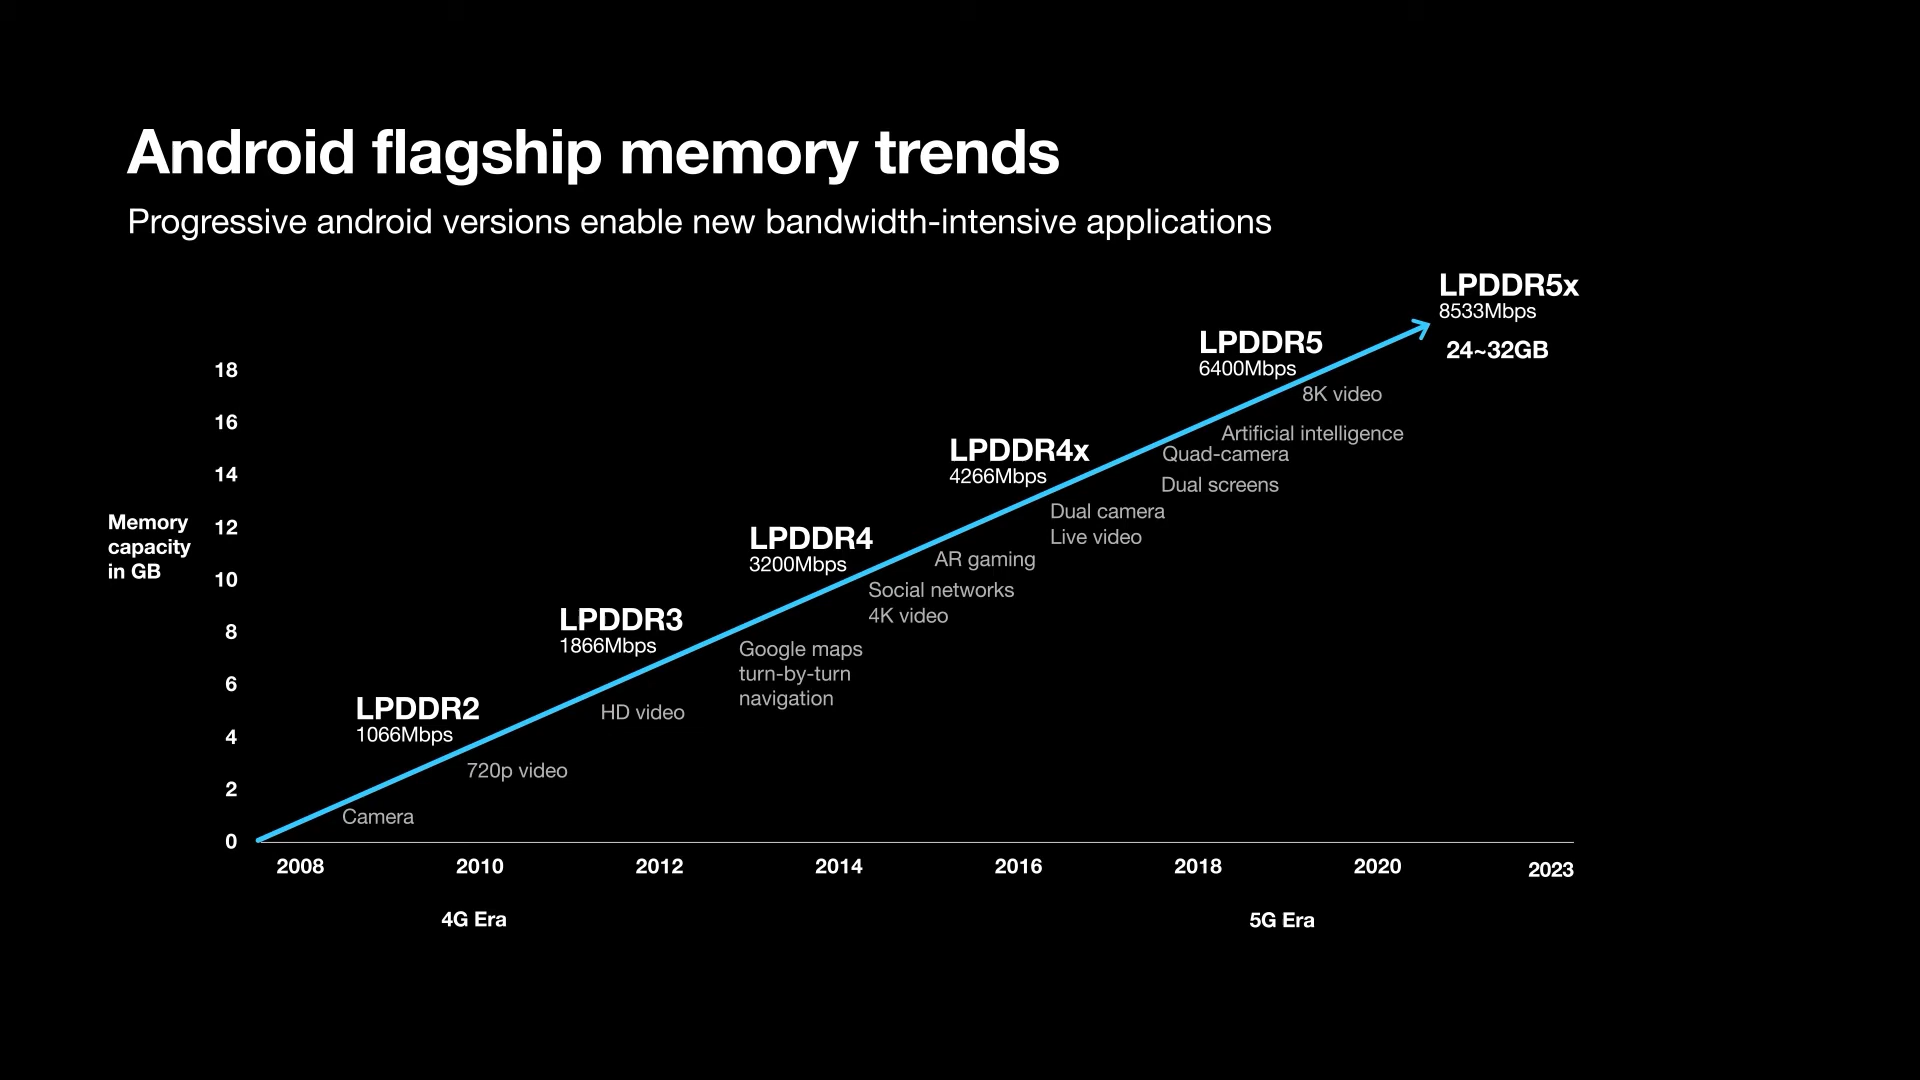 Android flagship memory trends
Progressive android versions enable new bandwidth-intensive applications
LPDDR5x
8533Mbps
24~32GB
LPDDR5
6400Mbps
8K video
Artificial intelligence
Quad-camera
Dual screens
LPDDR4x
4266Mbps
Dual camera
Live video
LPDDR4
3200Mbps
AR gaming
Social networks
4K video
LPDDR3
1866Mbps
Google maps
turn-by-turn
navigation
HD video
LPDDR2
1066Mbps
720p video
Camera
Memory
capacity
in GB
18
16
14
12
10
8
6
4
2
0
2008
2010
2012
2014
2016
2018
2020
2023
4G Era
5G Era